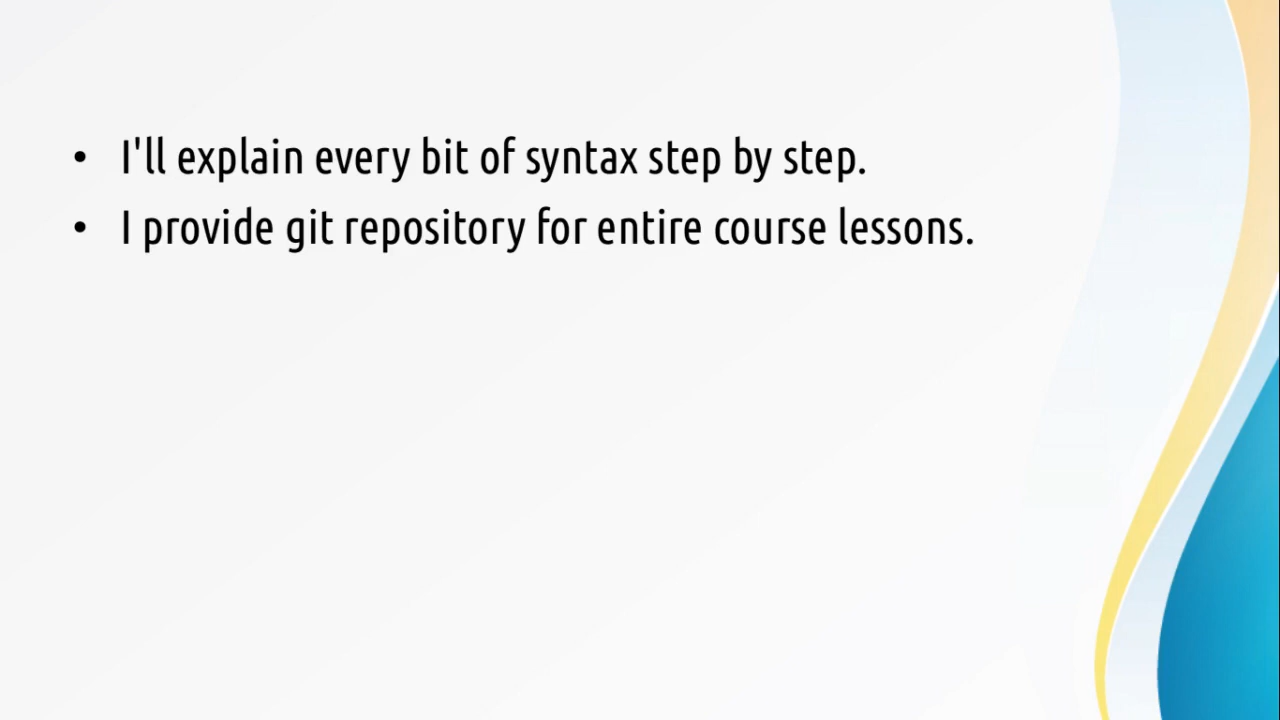 • I'll explain every bit of syntax step by step.
• I provide git repository for entire course lessons.